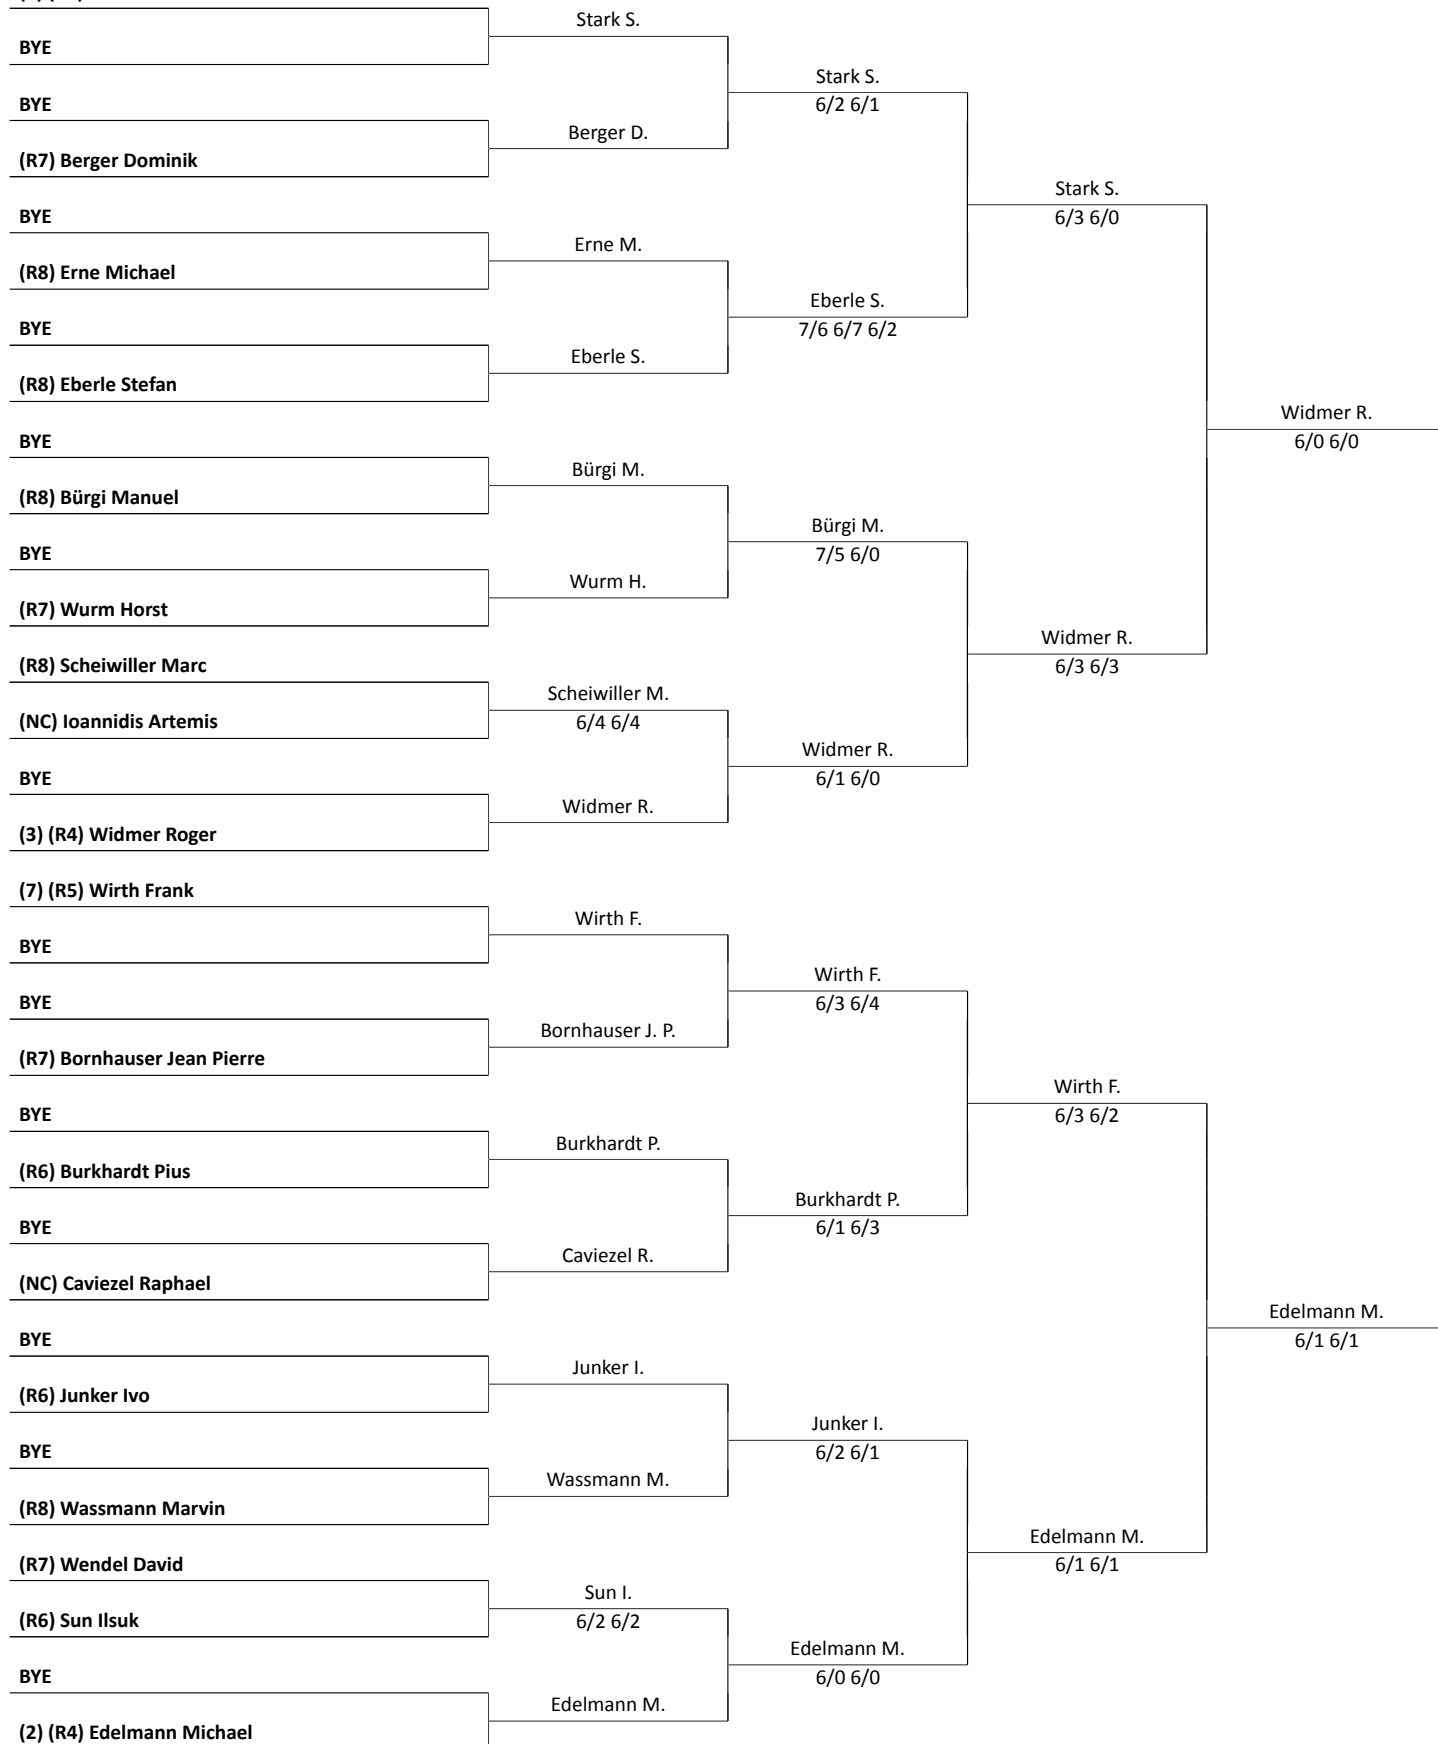 Stark S.
BYE
Stark S.
BYE
6/2 6/1
Berger D.
(R7) Berger Dominik
Stark S.
BYE
6/3 6/0
Erne M.
(R8) Erne Michael
Eberle S.
BYE
7/6 6/7 6/2
Eberle S.
(R8) Eberle Stefan
Widmer R.
BYE
6/0 6/0
Bürgi M.
(R8) Bürgi Manuel
Bürgi M.
BYE
7/5 6/0
Wurm H.
(R7) Wurm Horst
Widmer R.
(R8) Scheiwiller Marc
6/3 6/3
Scheiwiller M.
(NC) Ioannidis Artemis
6/4 6/4
Widmer R.
BYE
6/1 6/0
Widmer R.
(3) (R4) Widmer Roger
(7) (R5) Wirth Frank
Wirth F.
BYE
Wirth F.
BYE
6/3 6/4
Bornhauser J. P.
(R7) Bornhauser Jean Pierre
Wirth F.
BYE
6/3 6/2
Burkhardt P.
(R6) Burkhardt Pius
Burkhardt P.
BYE
6/1 6/3
Caviezel R.
(NC) Caviezel Raphael
Edelmann M.
BYE
6/1 6/1
Junker I.
(R6) Junker Ivo
Junker I.
BYE
6/2 6/1
Wassmann M.
(R8) Wassmann Marvin
Edelmann M.
(R7) Wendel David
6/1 6/1
Sun I.
(R6) Sun Ilsuk
6/2 6/2
Edelmann M.
BYE
6/0 6/0
Edelmann M.
(2) (R4) Edelmann Michael